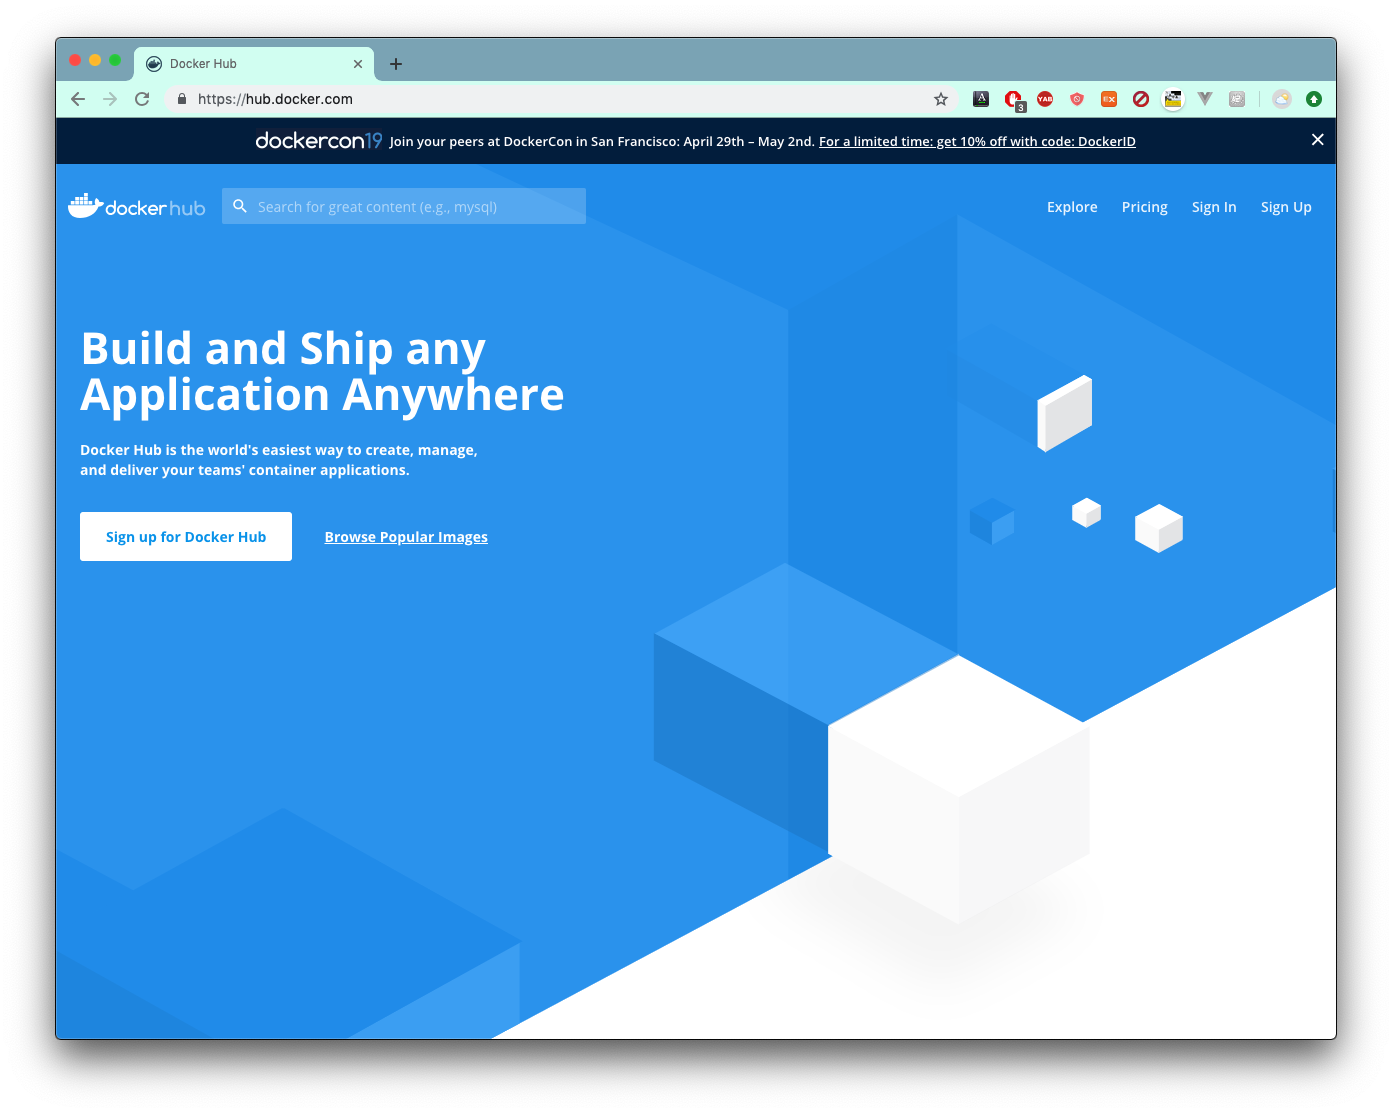 Docker Hub
https://hub.docker.com
A
3
YAB
EX
dockercon19 Join your peers at DockerCon in San Francisco: April 29th – May 2nd. For a limited time: get 10% off with code: DockerID
docker hub
Search for great content (e.g., mysql)
Explore Pricing Sign In Sign Up
Build and Ship any
Application Anywhere
Docker Hub is the world's easiest way to create, manage,
and deliver your teams' container applications.
Sign up for Docker Hub
Browse Popular Images